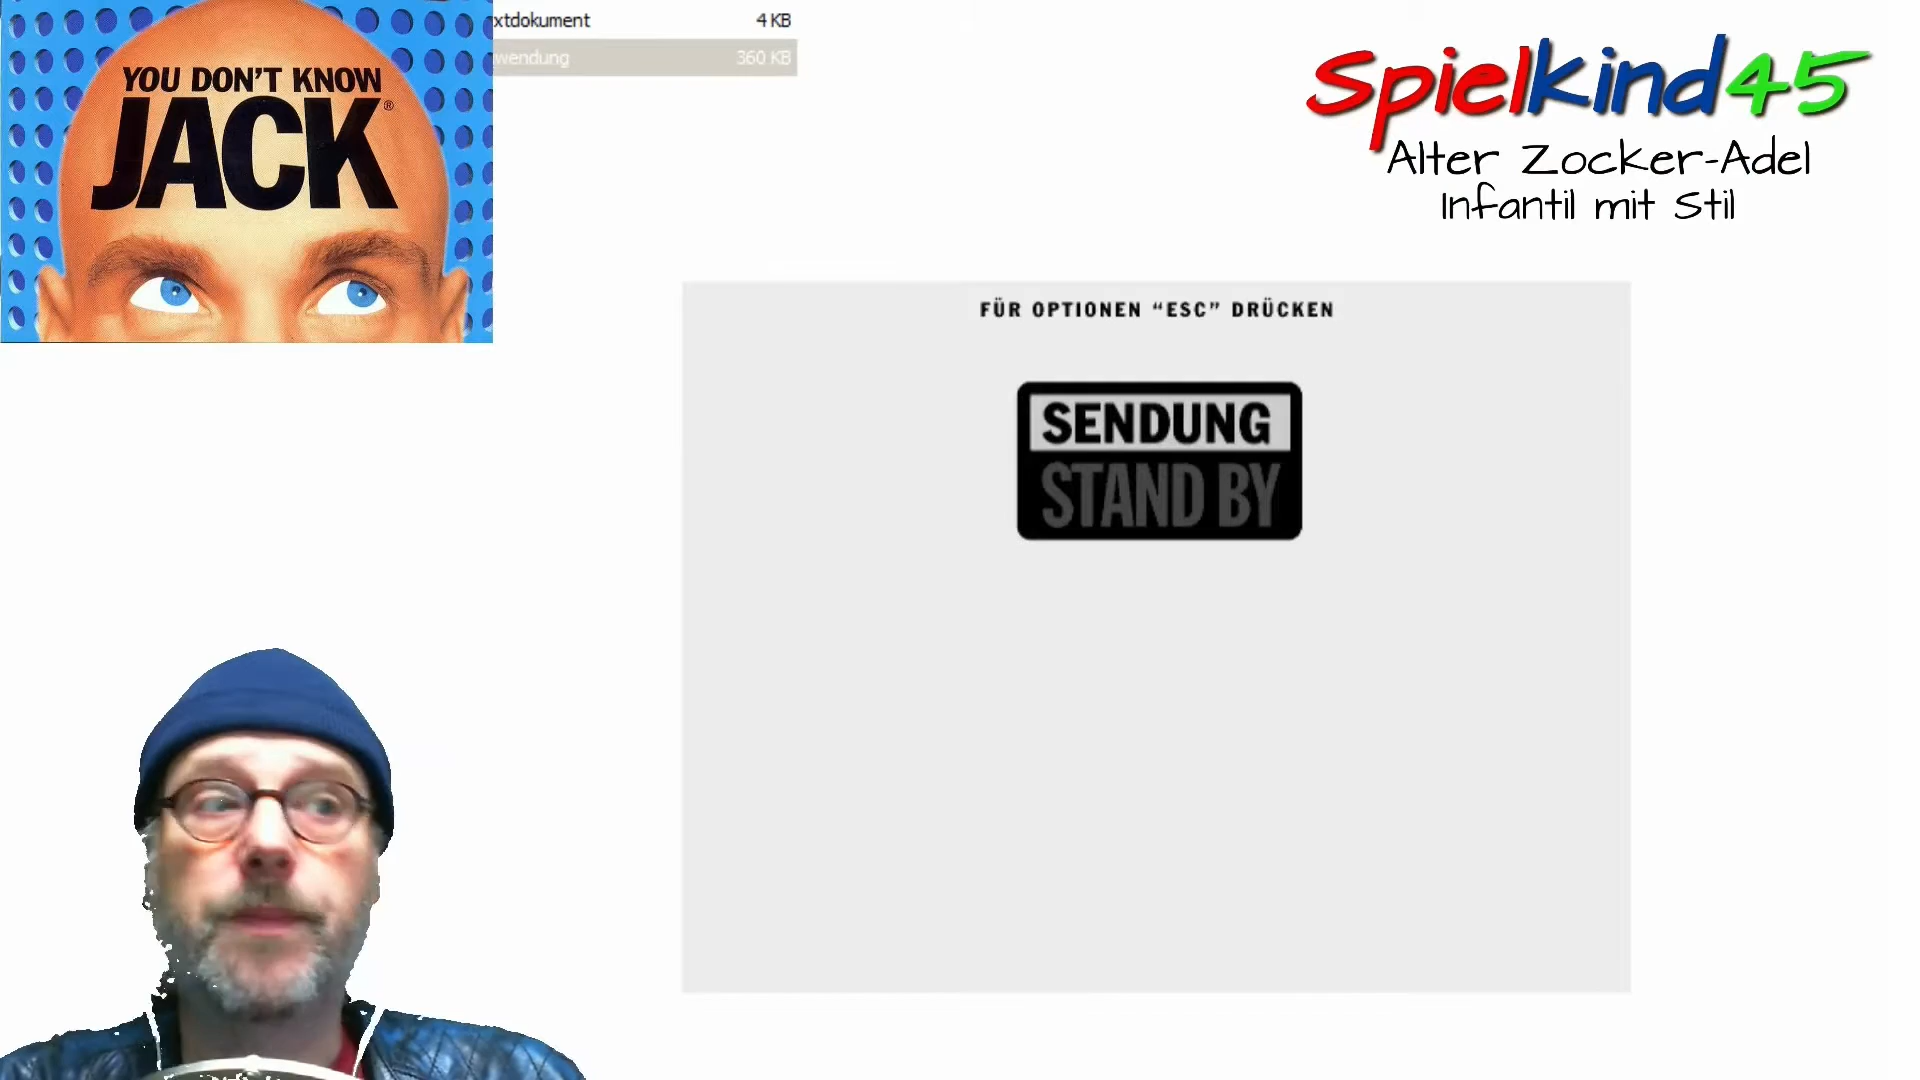 YOU DON'T KNOW
JACK®
xtdokument 4 KB
wendung 360 KB
Spielkind45
Alter Zocker-Adel
Infantil mit Stil
FÜR OPTIONEN “ESC” DRÜCKEN
SENDUNG
STAND BY